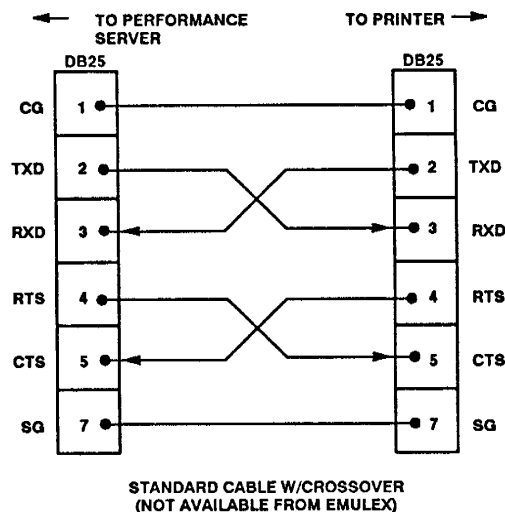 TO PERFORMANCE
SERVER
TO PRINTER
DB25
DB25
CG 1 1 CG
TXD 2 2 TXD
RXD 3 3 RXD
RTS 4 4 RTS
CTS 5 5 CTS
SG 7 7 SG
STANDARD CABLE W/CROSSOVER
(NOT AVAILABLE FROM EMULEX)